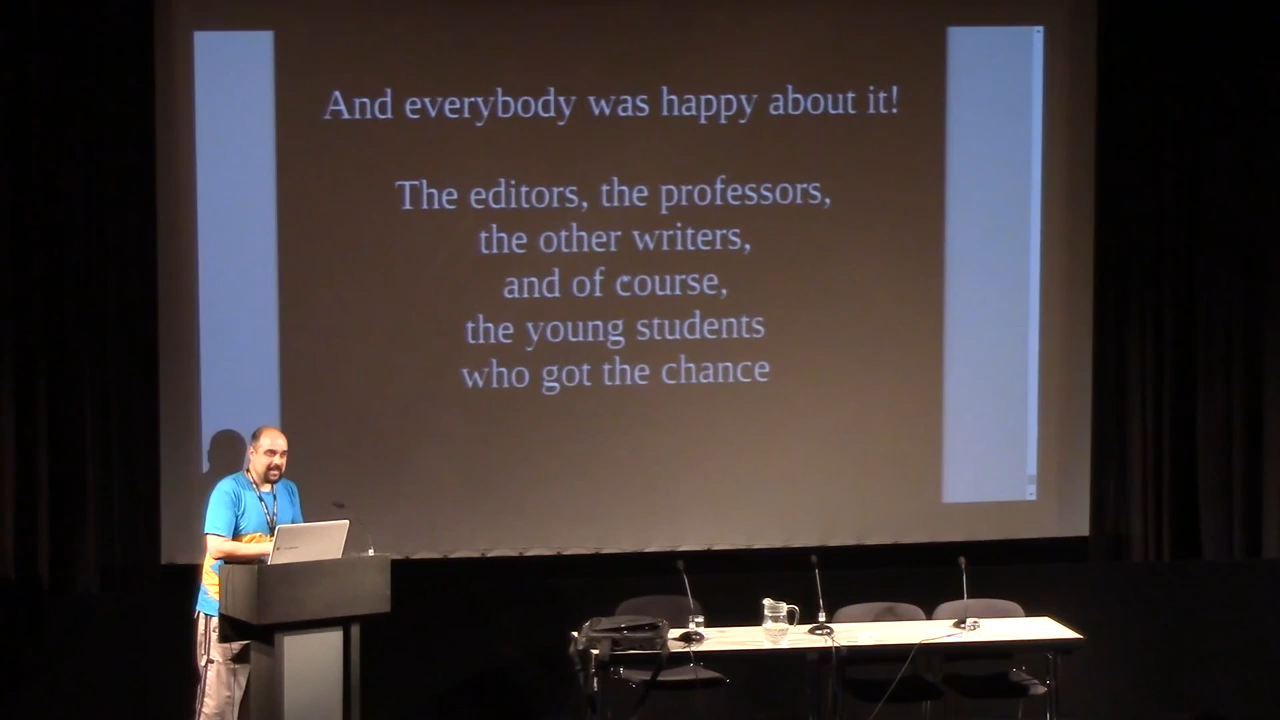 And everybody was happy about it!
The editors, the professors,
the other writers,
and of course,
the young students
who got the chance